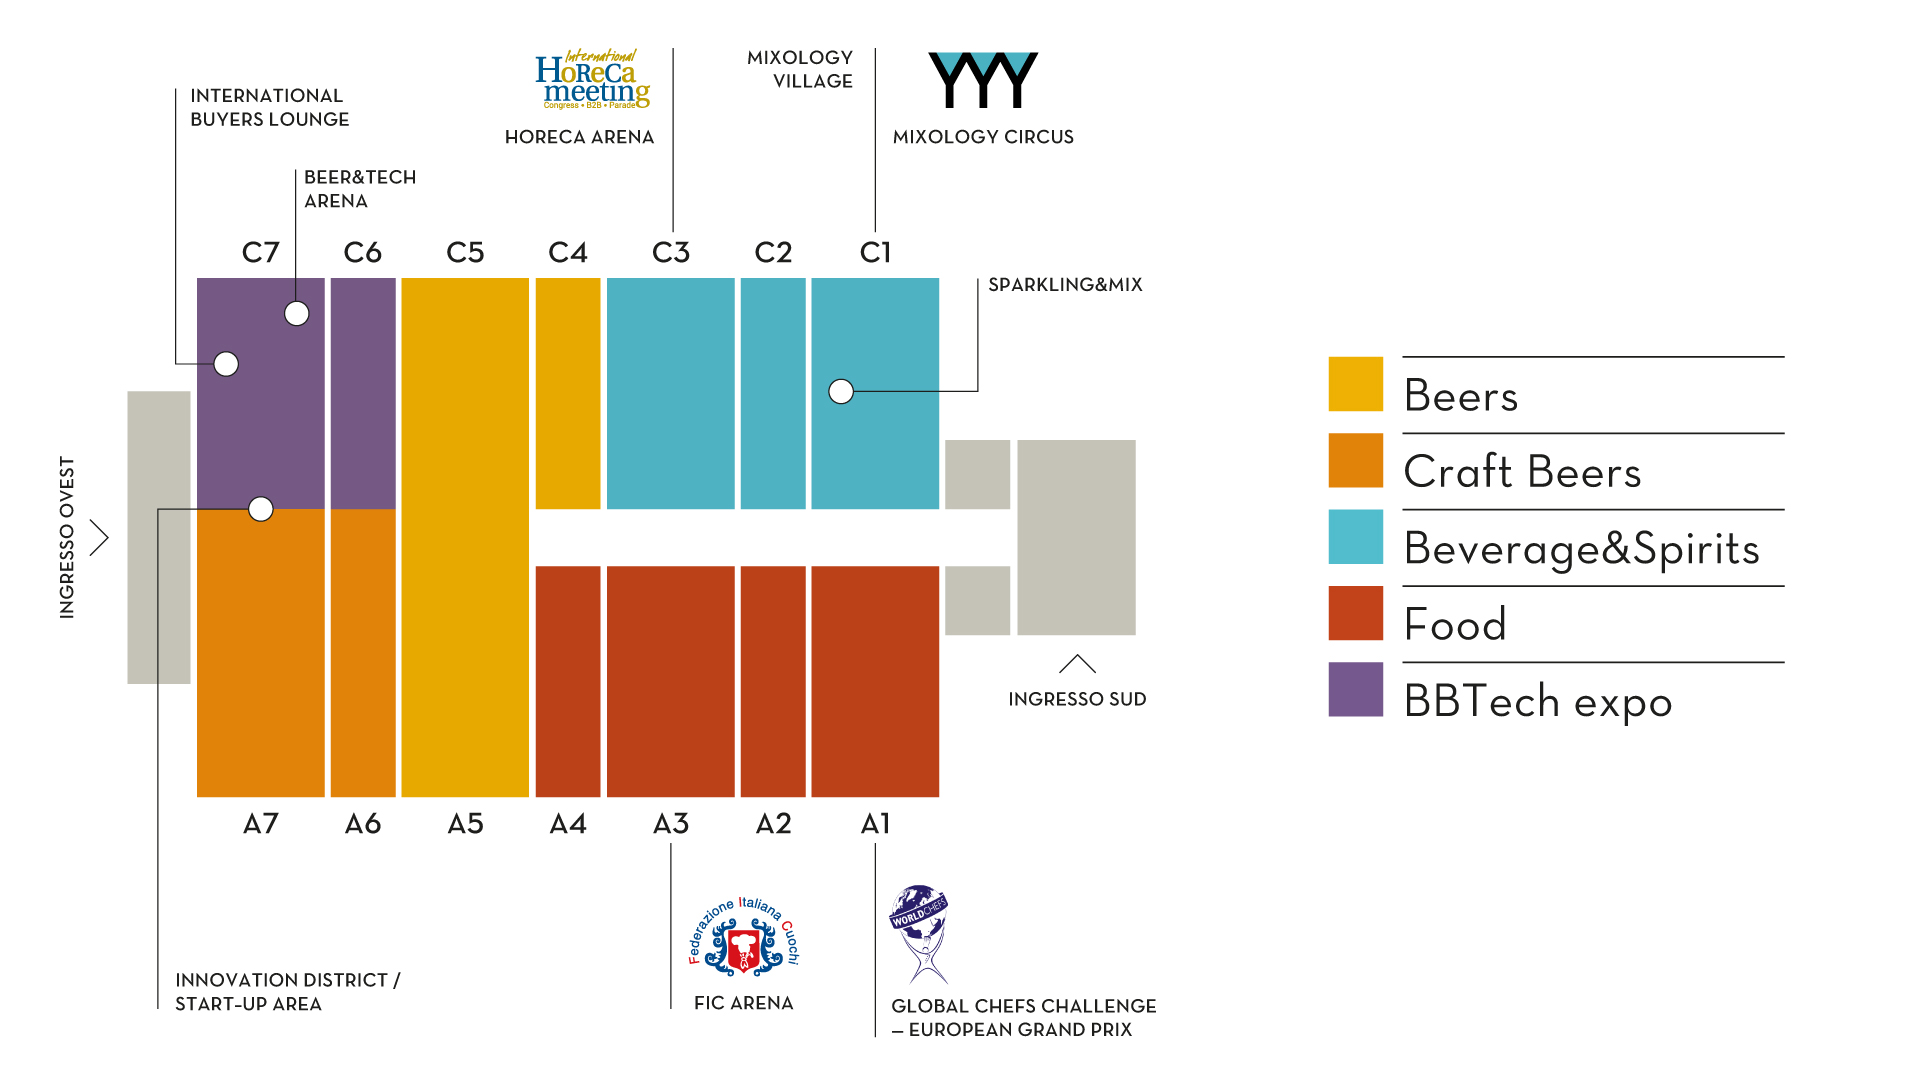 International
HoReCa
meeting
Congress • B2B • Parade
HORECA ARENA
MIXOLOGY
VILLAGE
MIXOLOGY CIRCUS
INTERNATIONAL
BUYERS LOUNGE
BEER&TECH
ARENA
C7 C6 C5 C4 C3 C2 C1
SPARKLING&MIX
INGRESSO OVEST
INGRESSO SUD
A7 A6 A5 A4 A3 A2 A1
Federazione Italiana Cuochi
FIC ARENA
WORLDCHEFS
GLOBAL CHEFS CHALLENGE
– EUROPEAN GRAND PRIX
INNOVATION DISTRICT /
START-UP AREA
Beers
Craft Beers
Beverage&Spirits
Food
BBTech expo